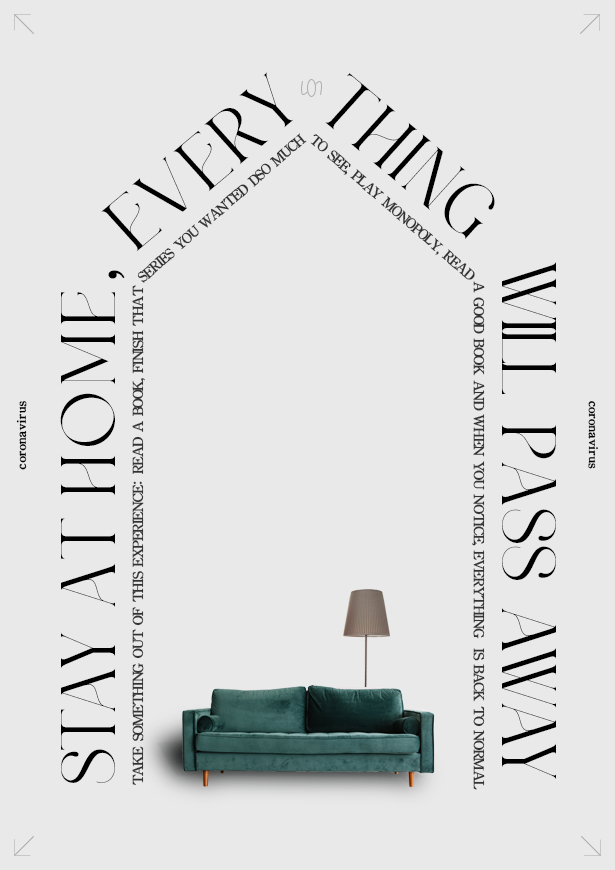 STAY AT HOME,
EVERY
THING
WILL PASS AWAY
TAKE SOMETHING OUT OF THIS EXPERIENCE: READ A BOOK, FINISH THAT
SERIES YOU WANTED DSO MUCH
TO SEE, PLAY MONOPOLY, READ
A GOOD BOOK AND WHEN YOU NOTICE, EVERYTHING IS BACK TO NORMAL
coronavirus
coronavirus